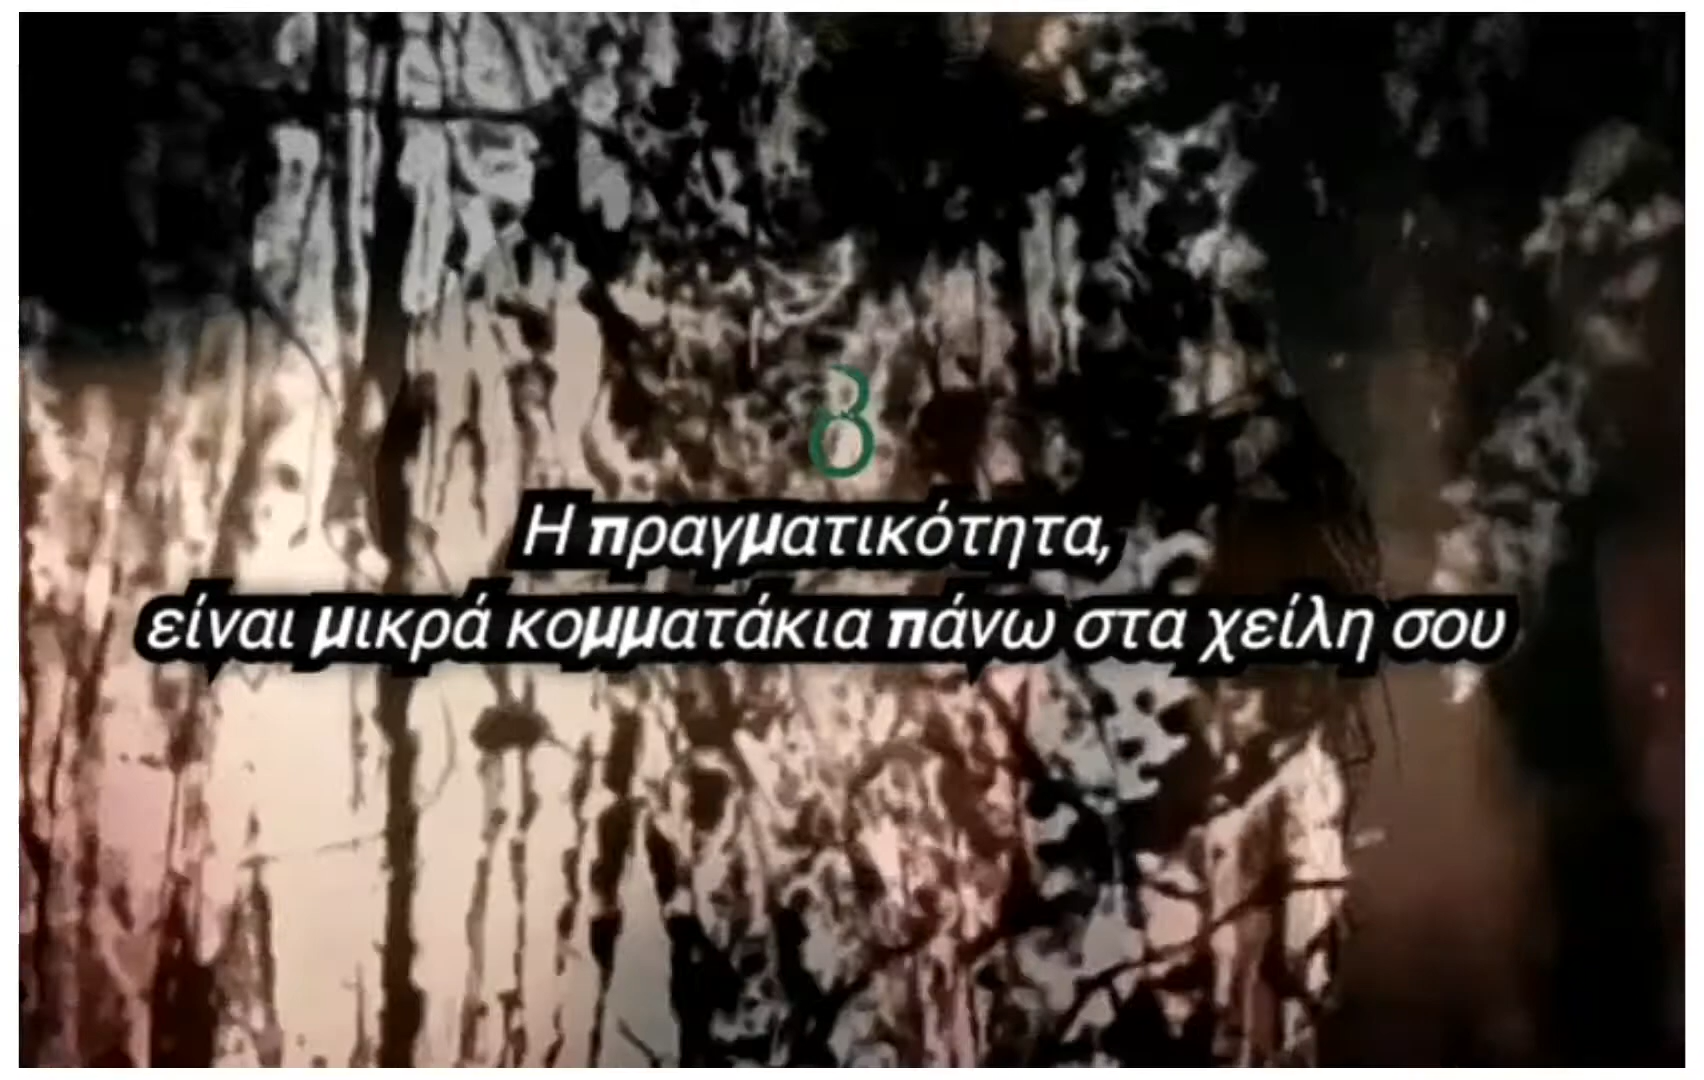 Η πραγματικότητα,
είναι μικρά κομματάκια πάνω στα χείλη σου